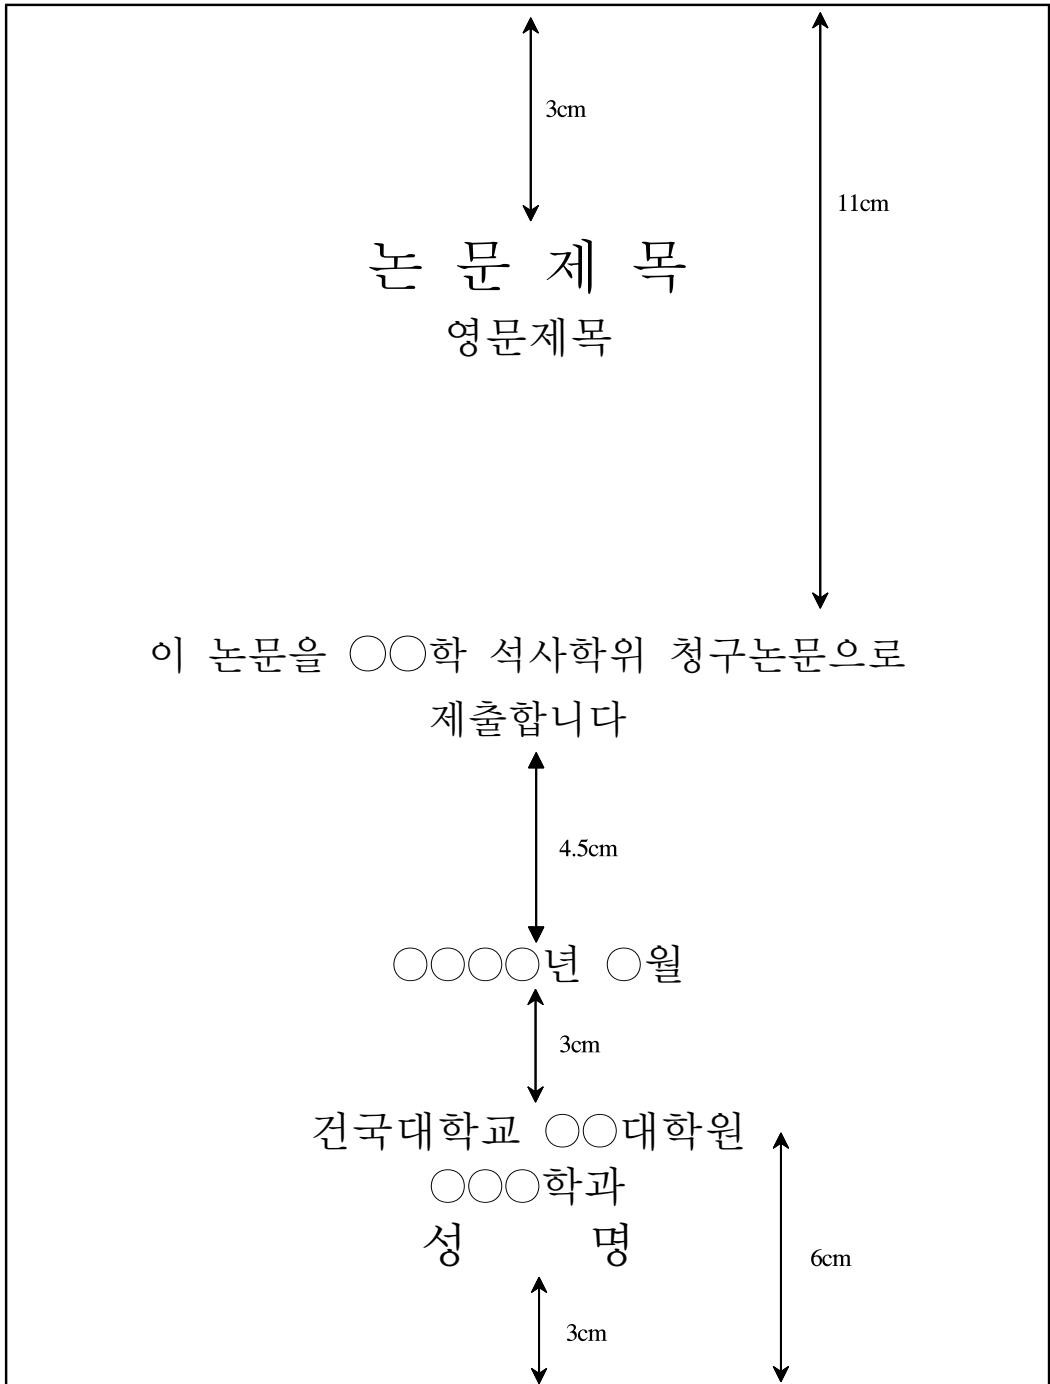 3cm
11cm
논 문 제 목
영문제목
이 논문을 ○○학 석사학위 청구논문으로
제출합니다
4.5cm
○○○○년 ○월
3cm
건국대학교 ○○대학원
○○○학과
성 명
6cm
3cm